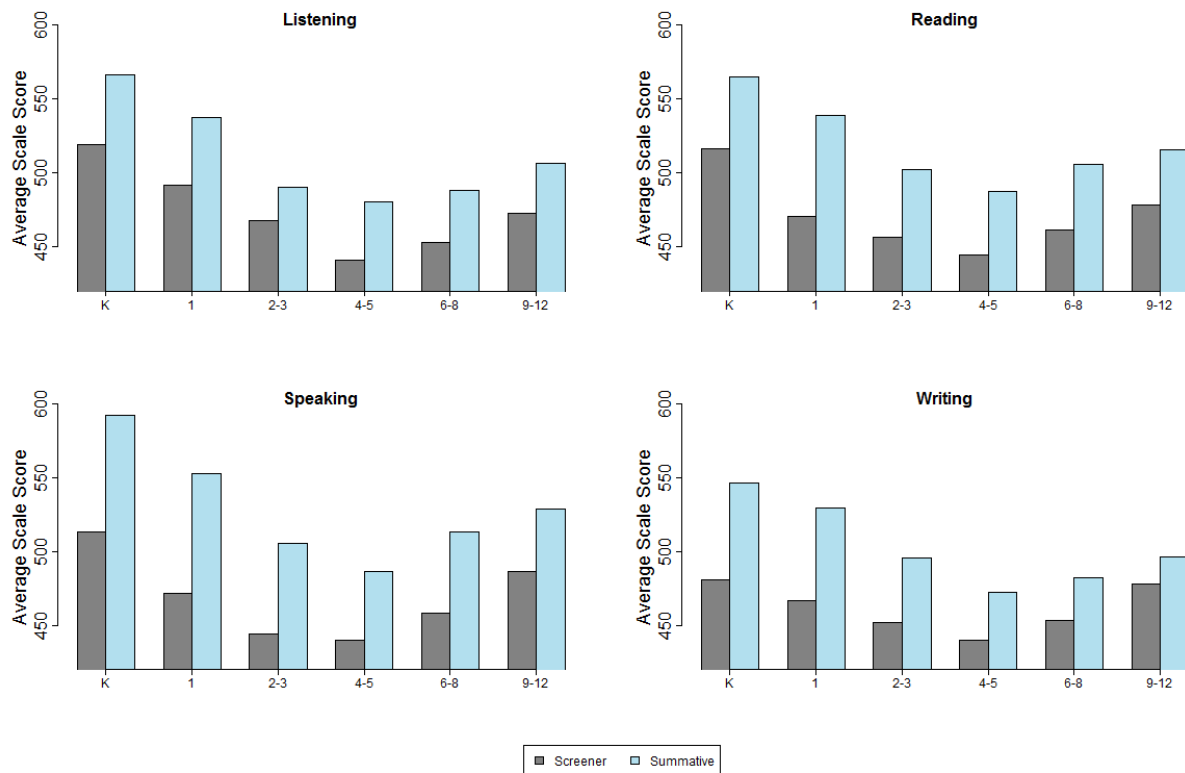 Listening
Average Scale Score
600
550
500
450
K 1 2-3 4-5 6-8 9-12
Reading
Average Scale Score
600
550
500
450
K 1 2-3 4-5 6-8 9-12
Speaking
Average Scale Score
600
550
500
450
K 1 2-3 4-5 6-8 9-12
Writing
Average Scale Score
600
550
500
450
K 1 2-3 4-5 6-8 9-12
Screener Summative